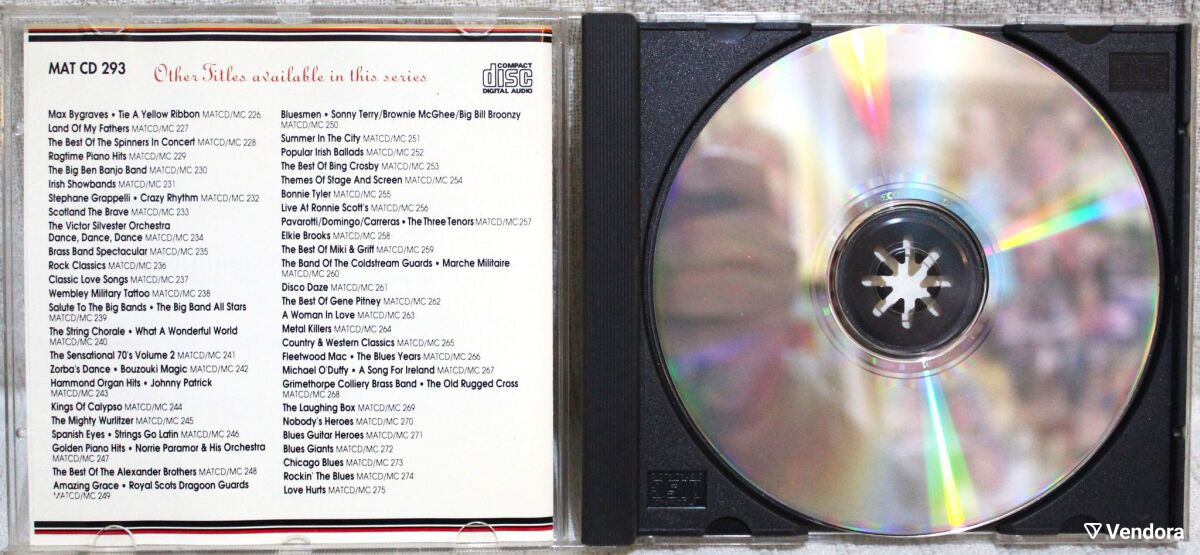 MAT CD 293
Other Titles available in this series
COMPACT
disc
DIGITAL AUDIO
Max Bygraves • Tie A Yellow Ribbon MATCD/MC 226
Land Of My Fathers MATCD/MC 227
The Best Of The Spinners In Concert MATCD/MC 228
Ragtime Piano Hits MATCD/MC 229
The Big Ben Banjo Band MATCD/MC 230
Irish Showbands MATCD/MC 231
Stephane Grappelli • Crazy Rhythm MATCD/MC 232
Scotland The Brave MATCD/MC 233
The Victor Silvester Orchestra
Dance, Dance, Dance MATCD/MC 234
Brass Band Spectacular MATCD/MC 235
Rock Classics MATCD/MC 236
Classic Love Songs MATCD/MC 237
Wembley Military Tattoo MATCD/MC 238
Salute To The Big Bands • The Big Band All Stars
MATCD/MC 239
The String Chorale • What A Wonderful World
MATCD/MC 240
The Sensational 70's Volume 2 MATCD/MC 241
Zorba's Dance • Bouzouki Magic MATCD/MC 242
Hammond Organ Hits • Johnny Patrick
MATCD/MC 243
Kings Of Calypso MATCD/MC 244
The Mighty Wurlitzer MATCD/MC 245
Spanish Eyes • Strings Go Latin MATCD/MC 246
Golden Piano Hits • Norrie Paramor & His Orchestra
MATCD/MC 247
The Best Of The Alexander Brothers MATCD/MC 248
Amazing Grace • Royal Scots Dragoon Guards
MATCD/MC 249
Bluesmen • Sonny Terry/Brownie McGhee/Big Bill Broonzy
MATCD/MC 250
Summer In The City MATCD/MC 251
Popular Irish Ballads MATCD/MC 252
The Best Of Bing Crosby MATCD/MC 253
Themes Of Stage And Screen MATCD/MC 254
Bonnie Tyler MATCD/MC 255
Live At Ronnie Scott's MATCD/MC 256
Pavarotti/Domingo/Carreras • The Three Tenors MATCD/MC 257
Elkie Brooks MATCD/MC 258
The Best Of Miki & Griff MATCD/MC 259
The Band Of The Coldstream Guards • Marche Militaire
MATCD/MC 260
Disco Daze MATCD/MC 261
The Best Of Gene Pitney MATCD/MC 262
A Woman In Love MATCD/MC 263
Metal Killers MATCD/MC 264
Country & Western Classics MATCD/MC 265
Fleetwood Mac • The Blues Years MATCD/MC 266
Michael O'Duffy • A Song For Ireland MATCD/MC 267
Grimethorpe Colliery Brass Band • The Old Rugged Cross
MATCD/MC 268
The Laughing Box MATCD/MC 269
Nobody's Heroes MATCD/MC 270
Blues Guitar Heroes MATCD/MC 271
Blues Giants MATCD/MC 272
Chicago Blues MATCD/MC 273
Rockin' The Blues MATCD/MC 274
Love Hurts MATCD/MC 275
Vendora